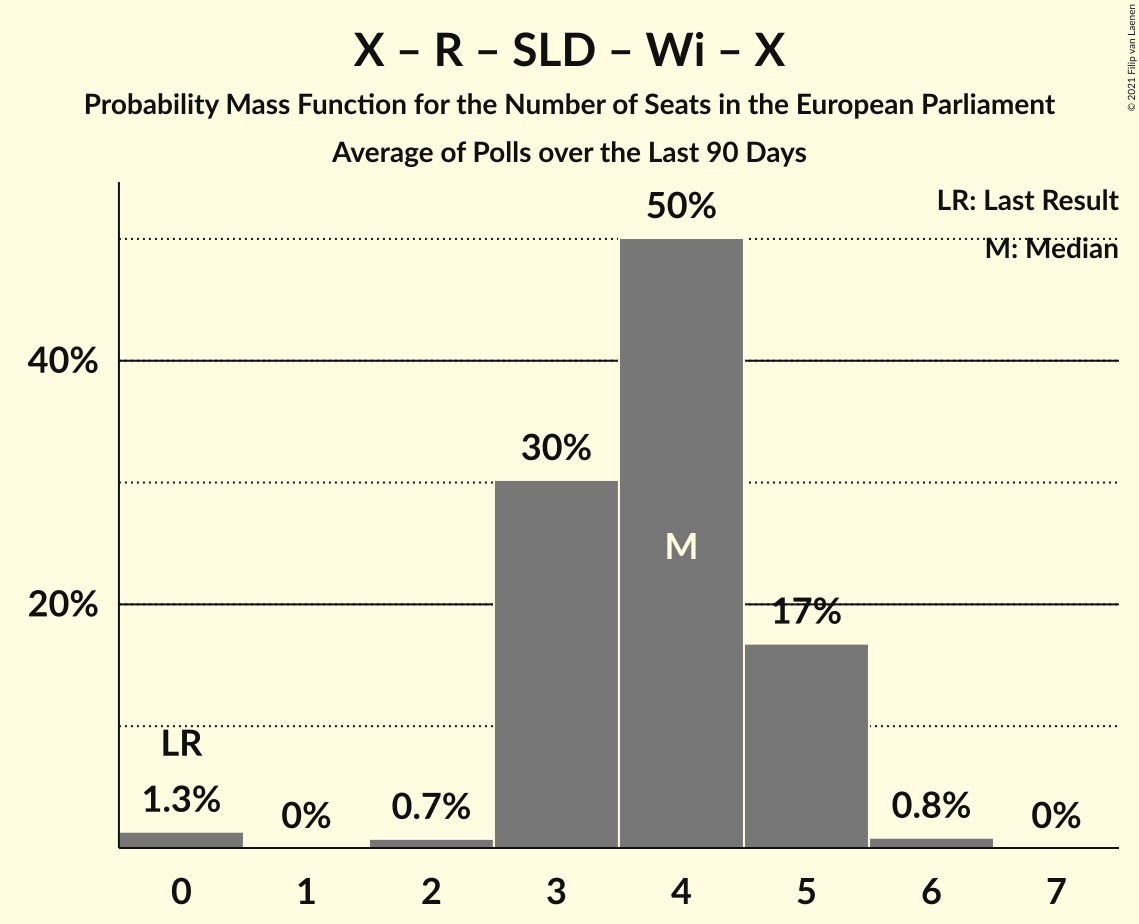 X – R – SLD – Wi – X
Probability Mass Function for the Number of Seats in the European Parliament
Average of Polls over the Last 90 Days
© 2021 Filip van Laenen
LR: Last Result
M: Median
50%
40%
30%
M
20%
17%
LR
1.3%
0%
0.7%
0.8%
0%
0 1 2 3 4 5 6 7